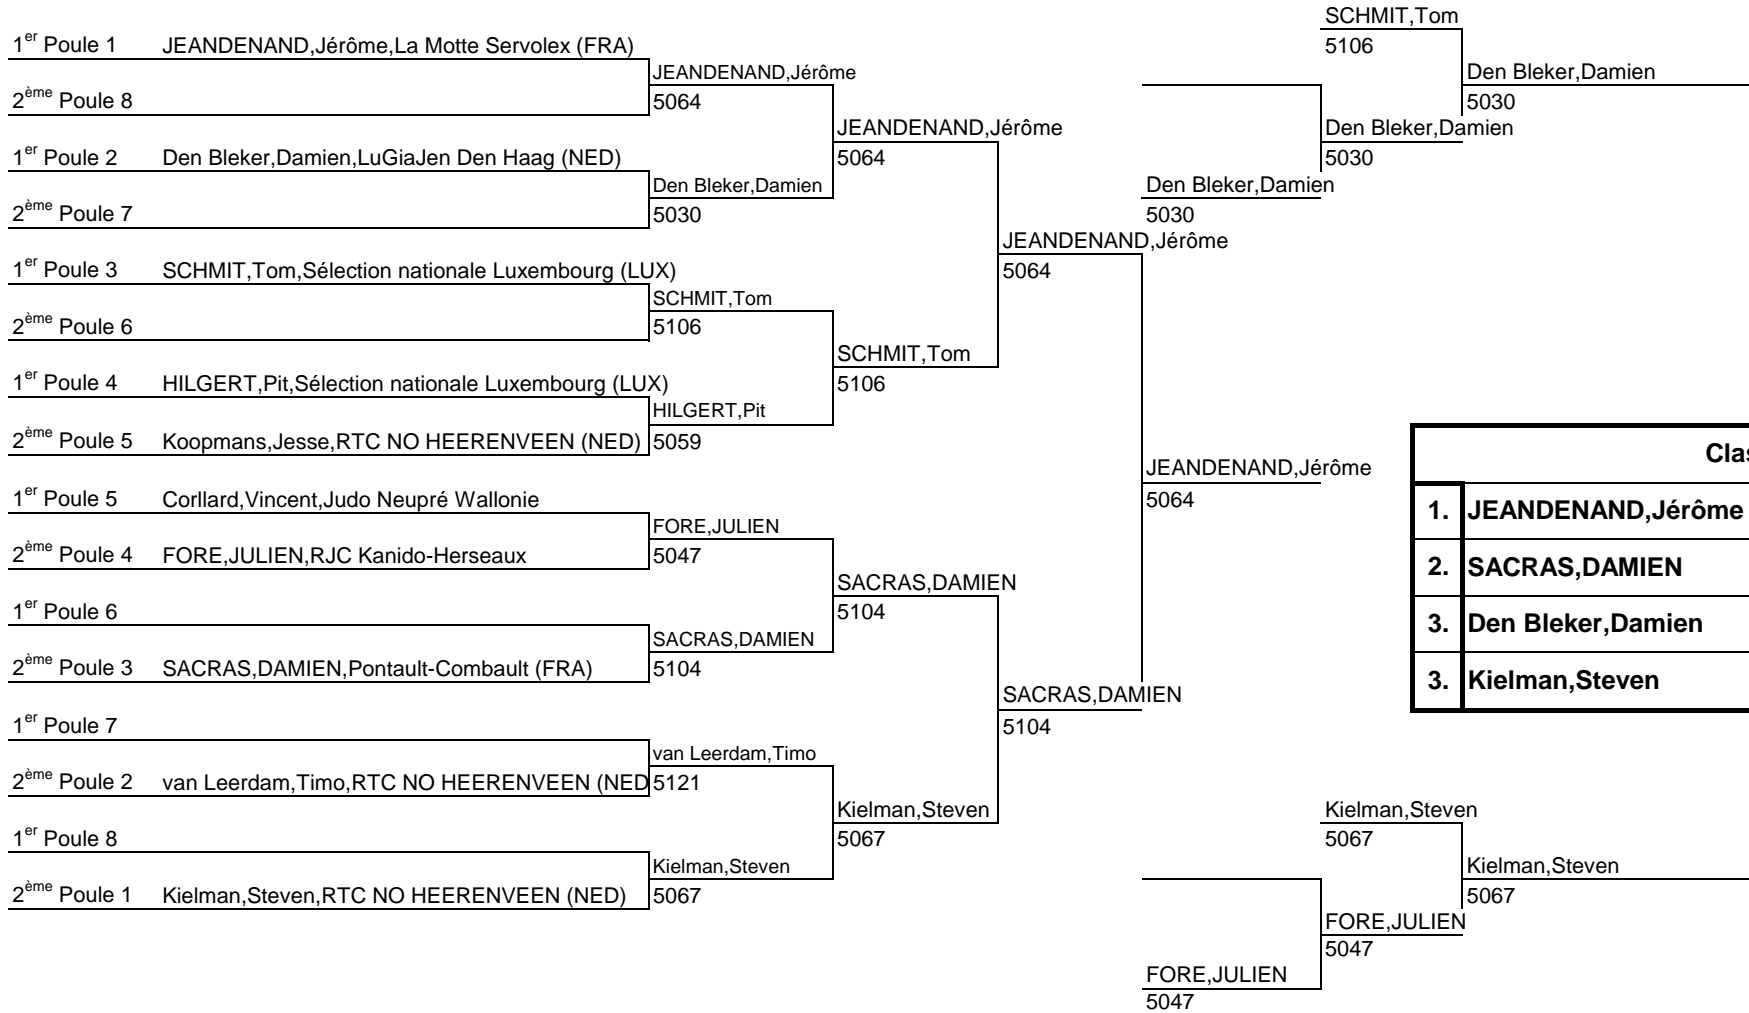 1er Poule 1 JEANDENAND,Jérôme,La Motte Servolex (FRA)
2ème Poule 8
1er Poule 2 Den Bleker,Damien,LuGiaJen Den Haag (NED)
2ème Poule 7
1er Poule 3 SCHMIT,Tom,Sélection nationale Luxembourg (LUX)
2ème Poule 6
1er Poule 4 HILGERT,Pit,Sélection nationale Luxembourg (LUX)
2ème Poule 5 Koopmans,Jesse,RTC NO HEERENVEEN (NED)
1er Poule 5 Corllard,Vincent,Judo Neupré Wallonie
2ème Poule 4 FORE,JULIEN,RJC Kanido-Herseaux
1er Poule 6
2ème Poule 3 SACRAS,DAMIEN,Pontault-Combault (FRA)
1er Poule 7
2ème Poule 2 van Leerdam,Timo,RTC NO HEERENVEEN (NED
1er Poule 8
2ème Poule 1 Kielman,Steven,RTC NO HEERENVEEN (NED)
JEANDENAND,Jérôme
5064
Den Bleker,Damien
5030
SCHMIT,Tom
5106
HILGERT,Pit
5059
FORE,JULIEN
5047
SACRAS,DAMIEN
5104
van Leerdam,Timo
5121
Kielman,Steven
5067
JEANDENAND,Jérôme
5064
SCHMIT,Tom
5106
SACRAS,DAMIEN
5104
Kielman,Steven
5067
JEANDENAND,Jérôme
5064
SACRAS,DAMIEN
5104
JEANDENAND,Jérôme
5064
Den Bleker,Damien
5030
SCHMIT,Tom
5106
Den Bleker,Damien
5030
Den Bleker,Damien
5030
Clas
1. JEANDENAND,Jérôme
2. SACRAS,DAMIEN
3. Den Bleker,Damien
3. Kielman,Steven
FORE,JULIEN
5047
Kielman,Steven
5067
FORE,JULIEN
5047
Kielman,Steven
5067